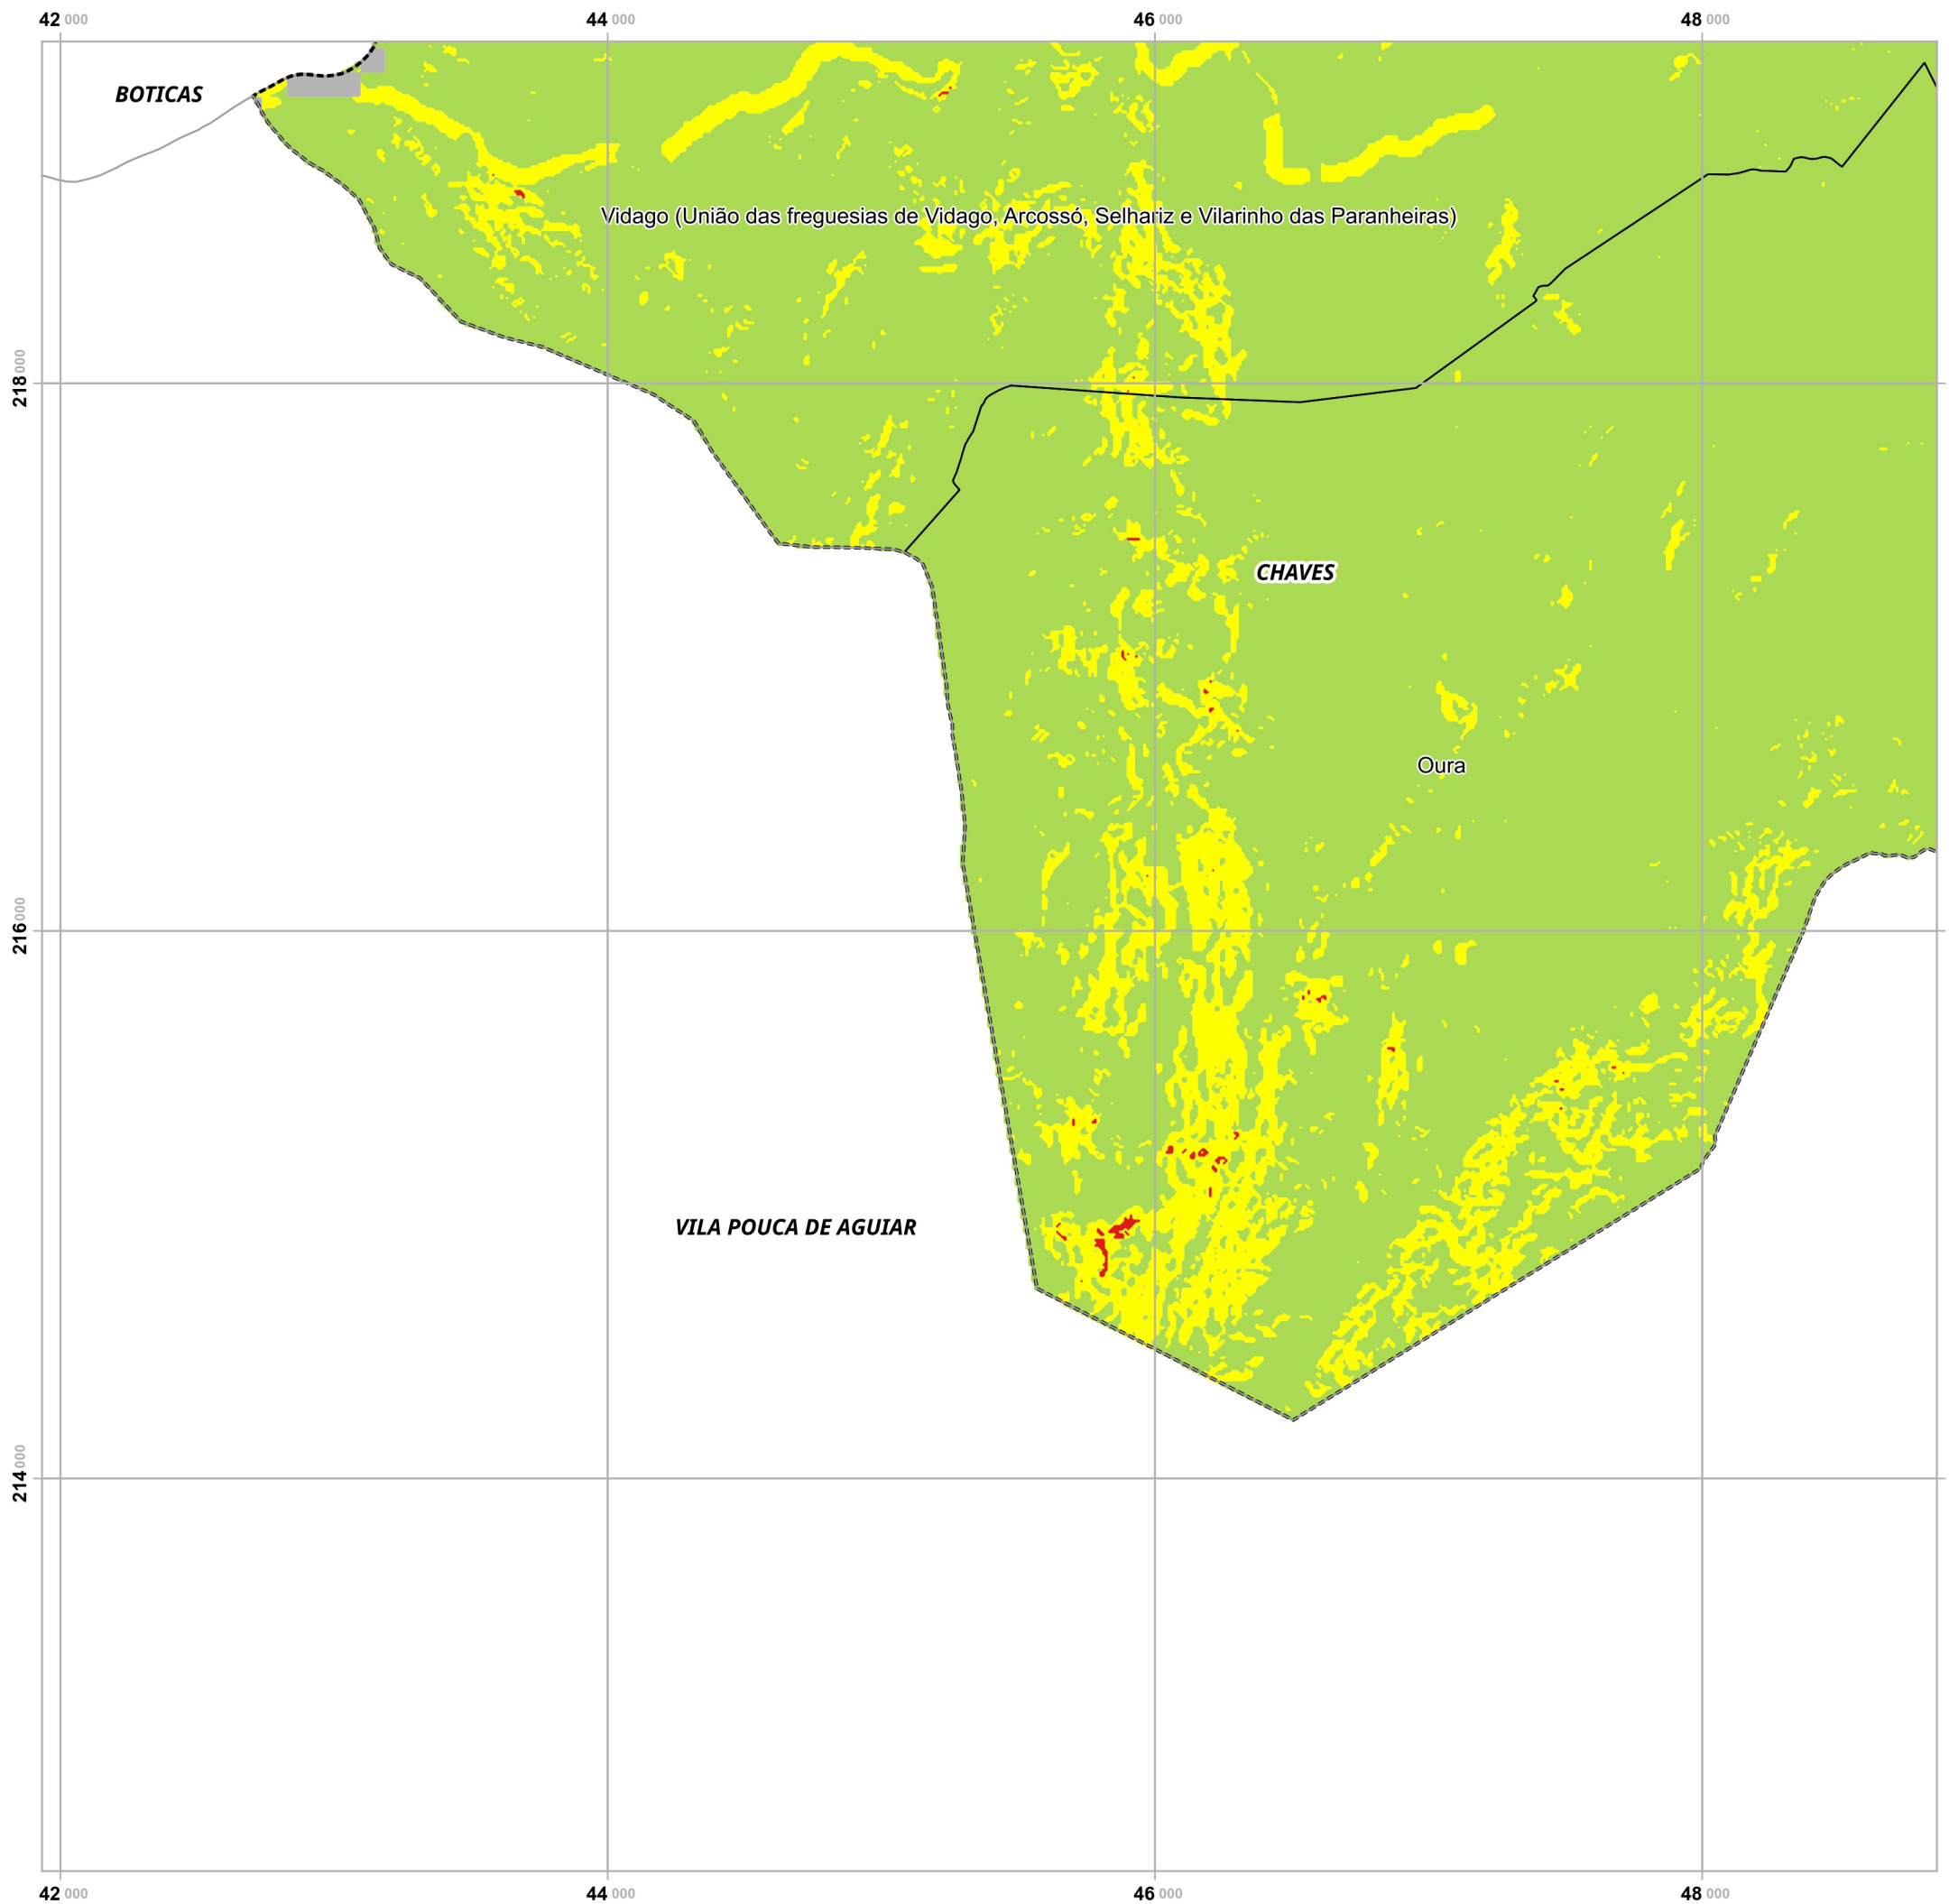 42 000 44 000 46 000 48 000
BOTICAS
Vidago (União das freguesias de Vidago, Arcossó, Selhariz e Vilarinho das Paranheiras)
218 000
CHAVES
Oura
216 000
VILA POUCA DE AGUIAR
214 000
42 000 44 000 46 000 48 000